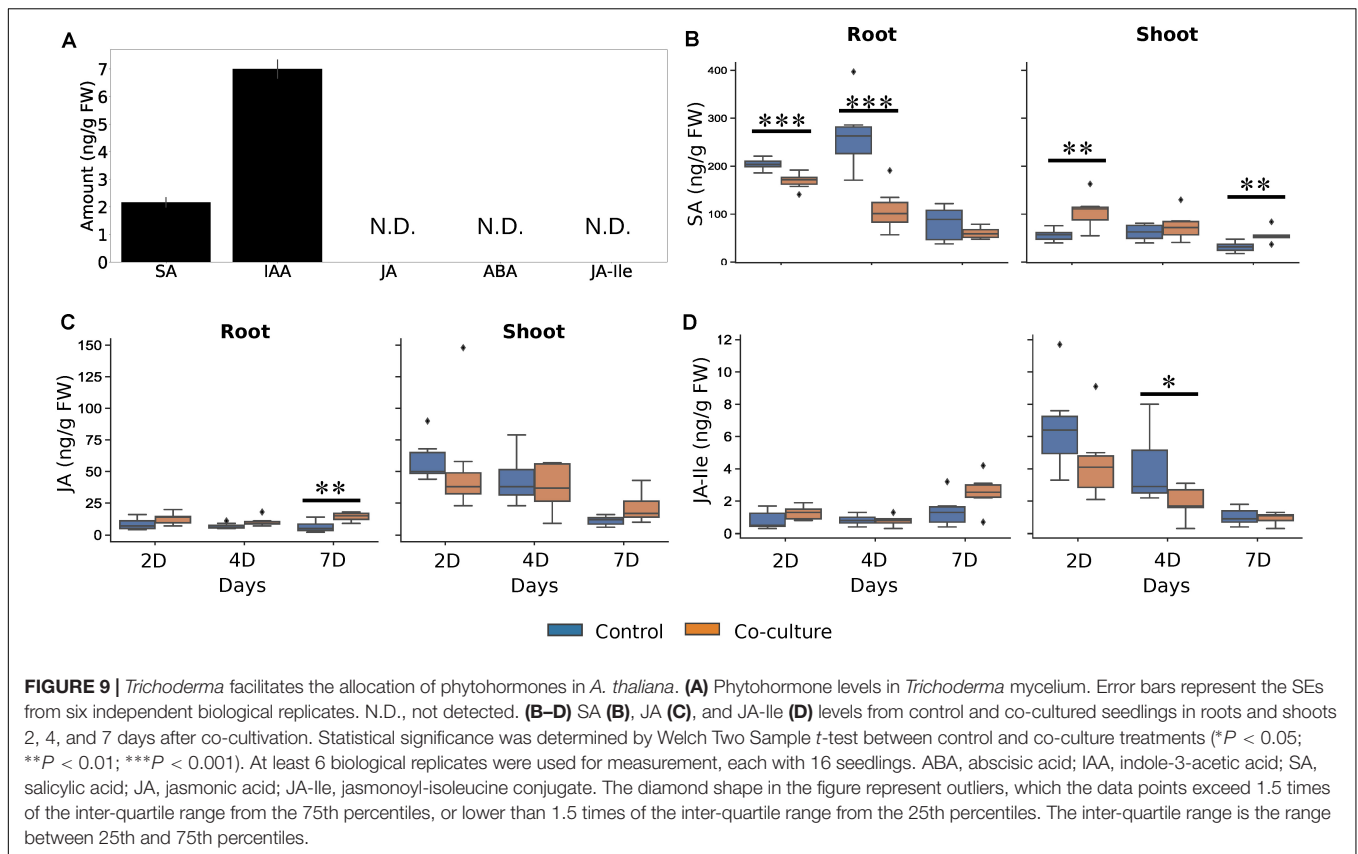 A
Amount (ng/g FW)
7
6
5
4
3
2
1
0
N.D.
N.D.
N.D.
SA
IAA
JA
ABA
JA-Ile
B
Root
Shoot
SA (ng/g FW)
400
300
200
100
0
***
***
**
**
C
Root
Shoot
JA (ng/g FW)
150
125
100
75
50
25
0
**
2D
4D
7D
Days
2D
4D
7D
Days
D
JA-Ile (ng/g FW)
12
10
8
6
4
2
0
2D
4D
7D
Days
12
10
8
6
4
2
0
*
2D
4D
7D
Days
Control
Co-culture
FIGURE 9 | Trichoderma facilitates the allocation of phytohormones in A. thaliana. (A) Phytohormone levels in Trichoderma mycelium. Error bars represent the SEs
from six independent biological replicates. N.D., not detected. (B–D) SA (B), JA (C), and JA-Ile (D) levels from control and co-cultured seedlings in roots and shoots
2, 4, and 7 days after co-cultivation. Statistical significance was determined by Welch Two Sample t-test between control and co-culture treatments (*P < 0.05;
**P < 0.01; ***P < 0.001). At least 6 biological replicates were used for measurement, each with 16 seedlings. ABA, abscisic acid; IAA, indole-3-acetic acid; SA,
salicylic acid; JA, jasmonic acid; JA-Ile, jasmonoyl-isoleucine conjugate. The diamond shape in the figure represent outliers, which the data points exceed 1.5 times
of the inter-quartile range from the 75th percentiles, or lower than 1.5 times of the inter-quartile range from the 25th percentiles. The inter-quartile range is the range
between 25th and 75th percentiles.